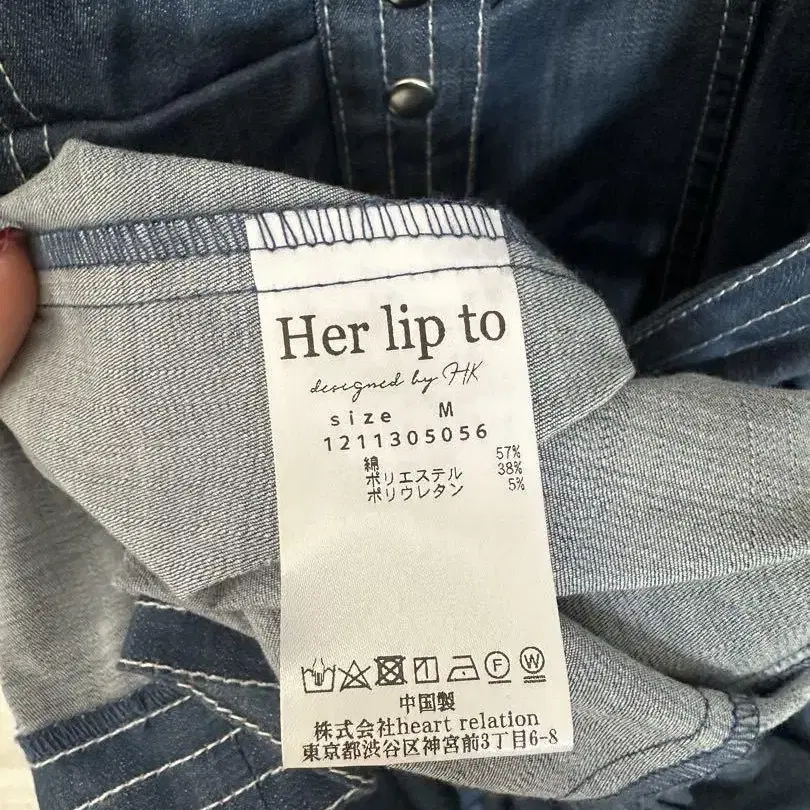 Her lip to
designed by HK
size M
1211305056
綿 57%
ポリエステル 38%
ポリウレタン 5%
F W
中国製
株式会社heart relation
東京都渋谷区神宮前3丁目6-8